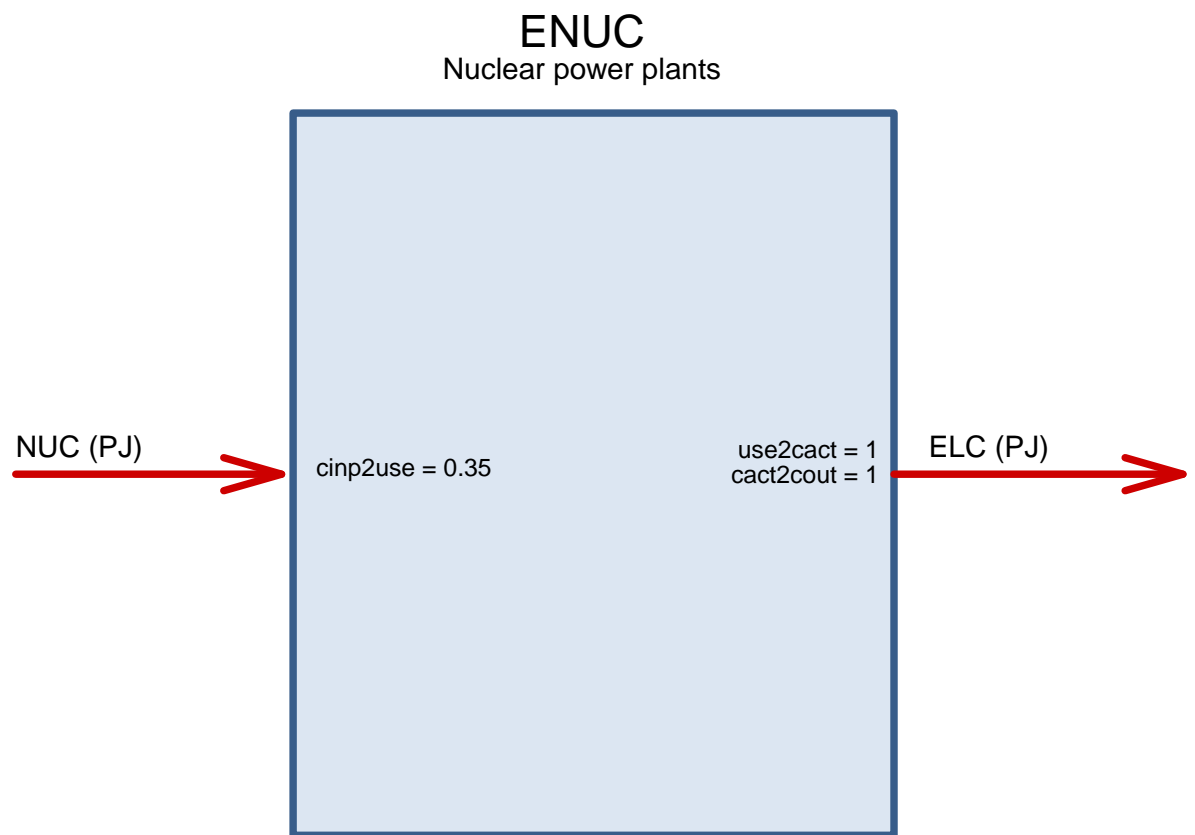 ENUC
Nuclear power plants
NUC (PJ)
cinp2use = 0.35
use2cact = 1
cact2cout = 1
ELC (PJ)